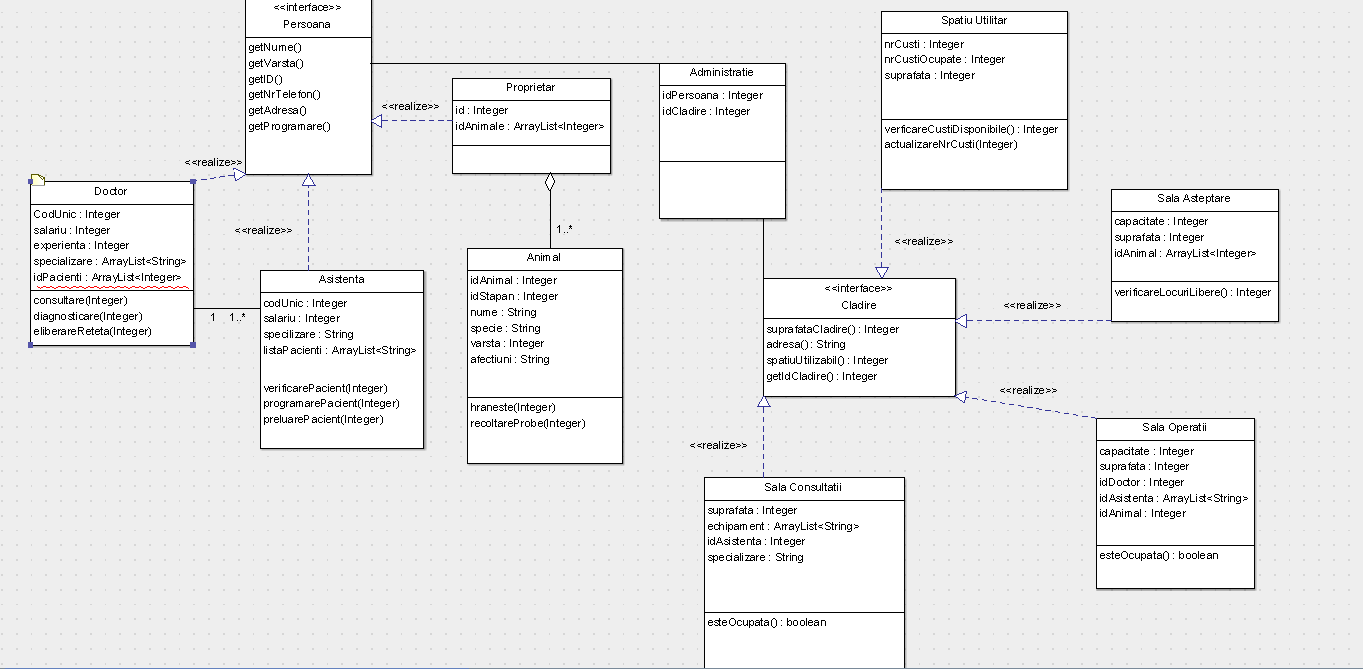 <<interface>>
Persoana
getNume()
getVarsta()
getID()
getNrTelefon()
getAdresa()
getProgramare()
<<realize>>
Proprietar
id : Integer
idAnimale : ArrayList<Integer>
Administratie
idPersoana : Integer
idCladire : Integer
Spatiu Utilitar
nrCusti : Integer
nrCustiOcupate : Integer
suprafata : Integer
verficareCustiDisponibile() : Integer
actualizareNrCusti(Integer)
<<realize>>
Doctor
CodUnic : Integer
salariu : Integer
experienta : Integer
specializare : ArrayList<String>
idPacienti : ArrayList<Integer>
consultare(Integer)
diagnosticare(Integer)
eliberareReteta(Integer)
<<realize>>
1 1..*
Asistenta
codUnic : Integer
salariu : Integer
specilizare : String
listaPacienti : ArrayList<String>
verificarePacient(Integer)
programarePacient(Integer)
preluarePacient(Integer)
1..*
Animal
idAnimal : Integer
idStapan : Integer
nume : String
specie : String
varsta : Integer
afectiuni : String
hraneste(Integer)
recoltareProbe(Integer)
<<realize>>
<<interface>>
Cladire
suprafataCladire() : Integer
adresa() : String
spatiuUtilizabil() : Integer
getIdCladire() : Integer
Sala Asteptare
capacitate : Integer
suprafata : Integer
idAnimal : ArrayList<Integer>
verificareLocuriLibere() : Integer
<<realize>>
<<realize>>
Sala Operatii
capacitate : Integer
suprafata : Integer
idDoctor : Integer
idAsistenta : ArrayList<String>
idAnimal : Integer
esteOcupata() : boolean
<<realize>>
Sala Consultatii
suprafata : Integer
echipament : ArrayList<String>
idAsistenta : Integer
specializare : String
esteOcupata() : boolean